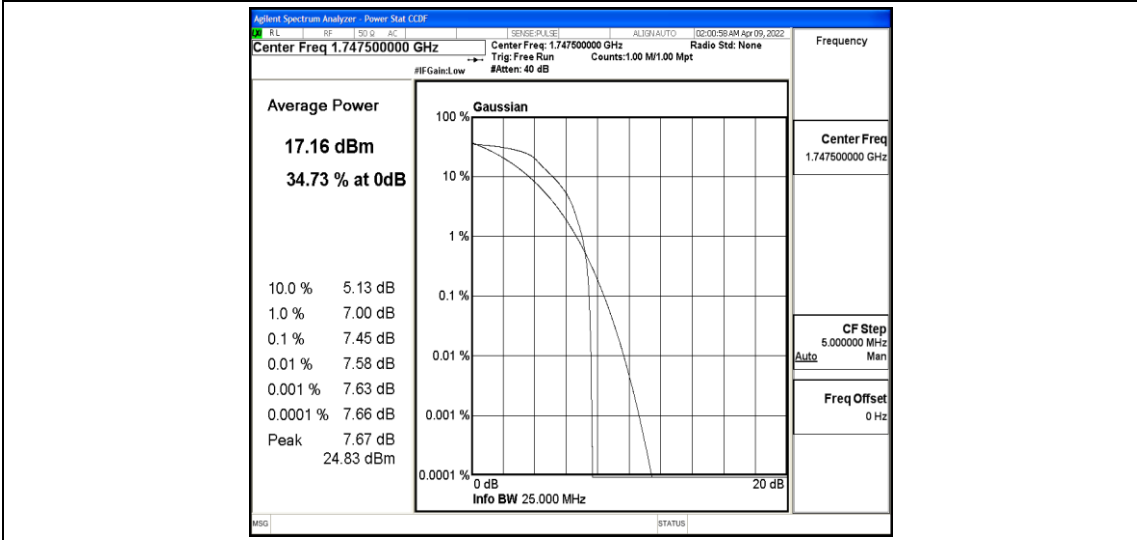 Agilent Spectrum Analyzer - Power Stat CCDF
RL RF 50 Ω AC SENSE:PULSE ALIGN AUTO 02:00:58 AM Apr 09, 2022
Center Freq 1.747500000 GHz
Center Freq: 1.747500000 GHz Radio Std: None
Trig: Free Run Counts:1.00 M/1.00 Mpt
#IFGain:Low #Atten: 40 dB
Frequency
Average Power
17.16 dBm
34.73 % at 0dB
10.0 % 5.13 dB
1.0 % 7.00 dB
0.1 % 7.45 dB
0.01 % 7.58 dB
0.001 % 7.63 dB
0.0001 % 7.66 dB
Peak 7.67 dB
24.83 dBm
Gaussian
100 %
10 %
1 %
0.1 %
0.01 %
0.001 %
0.0001 %
0 dB 20 dB
Info BW 25.000 MHz
Center Freq
1.747500000 GHz
CF Step
5.000000 MHz
Auto Man
Freq Offset
0 Hz
MSG STATUS